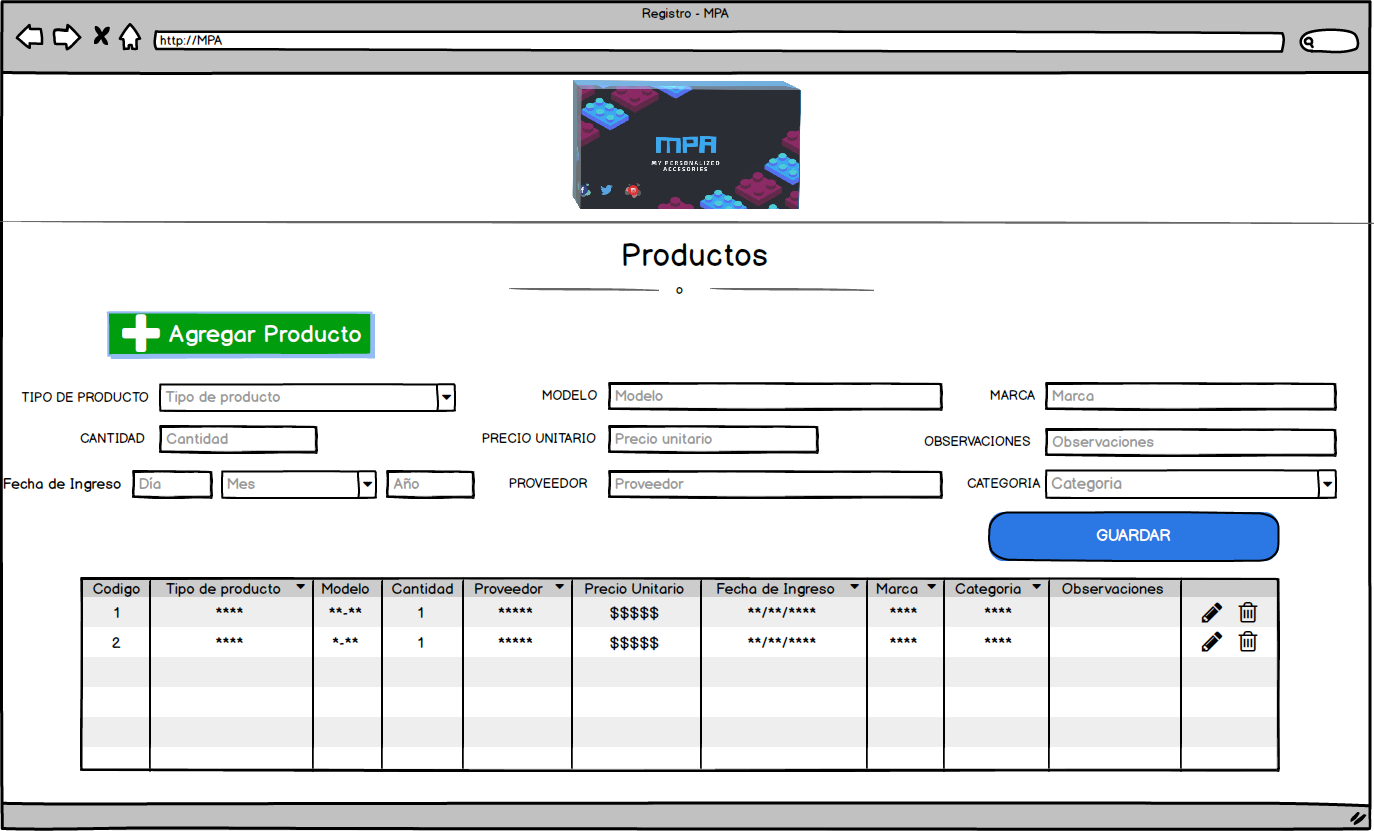 Registro - MPA
http://MPA
MPA
MY PERSONALIZED
ACCESORIES
Productos
o
Agregar Producto
TIPO DE PRODUCTO Tipo de producto MODELO Modelo MARCA Marca
CANTIDAD Cantidad PRECIO UNITARIO Precio unitario OBSERVACIONES Observaciones
Fecha de Ingreso Día Mes Año PROVEEDOR Proveedor CATEGORIA Categoria
GUARDAR
Codigo Tipo de producto Modelo Cantidad Proveedor Precio Unitario Fecha de Ingreso Marca Categoria Observaciones
1 **** **-** 1 ***** $$$$$ **/**/**** **** ****
2 **** *-** 1 ***** $$$$$ **/**/**** **** ****